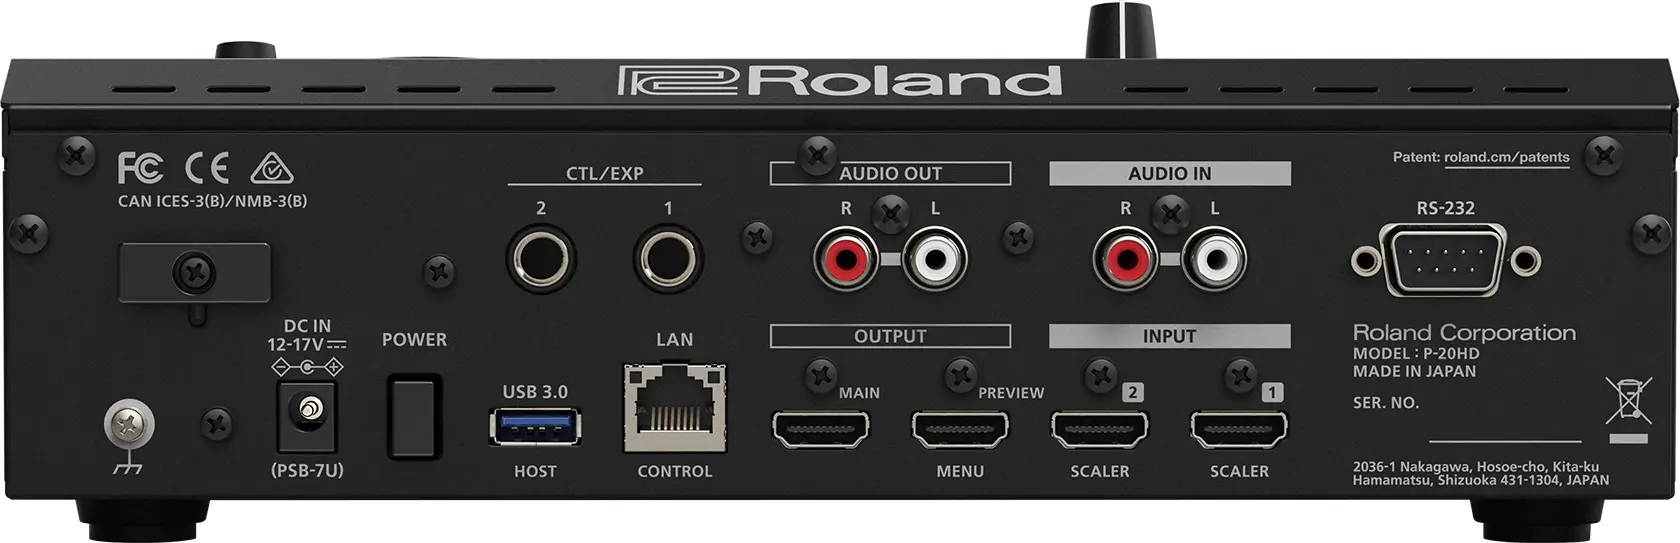 Roland
FC CE
CAN ICES-3(B)/NMB-3(B)
CTL/EXP
2 1
AUDIO OUT
R L
AUDIO IN
R L
Patent: roland.cm/patents
RS-232
DC IN
12-17V
(PSB-7U)
POWER
USB 3.0
HOST
LAN
CONTROL
OUTPUT
MAIN
PREVIEW
MENU
INPUT
2
SCALER
1
SCALER
Roland Corporation
MODEL : P-20HD
MADE IN JAPAN
SER. NO.
2036-1 Nakagawa, Hosoe-cho, Kita-ku
Hamamatsu, Shizuoka 431-1304, JAPAN